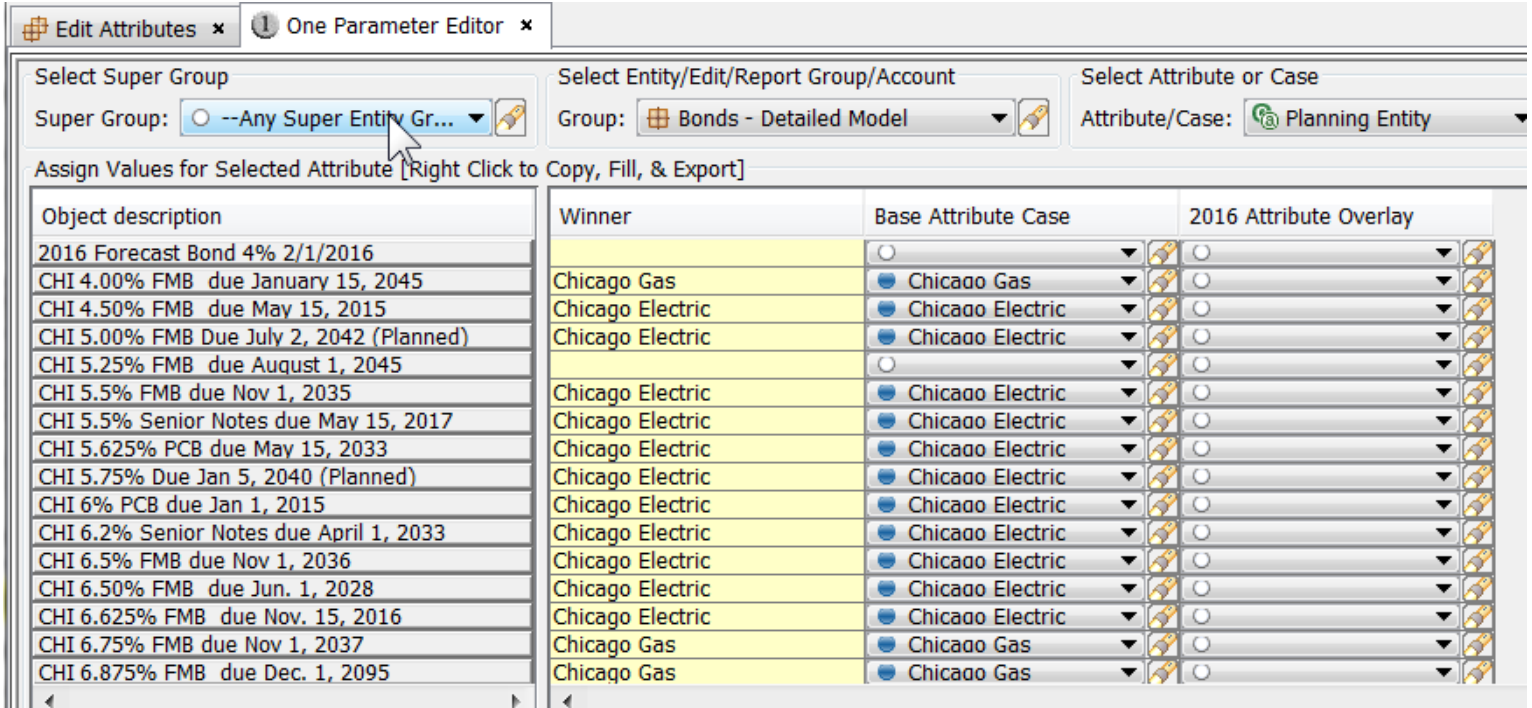 Edit Attributes × 1 One Parameter Editor ×
Select Super Group Select Entity/Edit/Report Group/Account Select Attribute or Case
Super Group: --Any Super Entity Gr... Group: Bonds - Detailed Model Attribute/Case: Planning Entity
Assign Values for Selected Attribute [Right Click to Copy, Fill, & Export]
Object description Winner Base Attribute Case 2016 Attribute Overlay
2016 Forecast Bond 4% 2/1/2016
CHI 4.00% FMB due January 15, 2045 Chicago Gas Chicago Gas
CHI 4.50% FMB due May 15, 2015 Chicago Electric Chicago Electric
CHI 5.00% FMB Due July 2, 2042 (Planned) Chicago Electric Chicago Electric
CHI 5.25% FMB due August 1, 2045
CHI 5.5% FMB due Nov 1, 2035 Chicago Electric Chicago Electric
CHI 5.5% Senior Notes due May 15, 2017 Chicago Electric Chicago Electric
CHI 5.625% PCB due May 15, 2033 Chicago Electric Chicago Electric
CHI 5.75% Due Jan 5, 2040 (Planned) Chicago Electric Chicago Electric
CHI 6% PCB due Jan 1, 2015 Chicago Electric Chicago Electric
CHI 6.2% Senior Notes due April 1, 2033 Chicago Electric Chicago Electric
CHI 6.5% FMB due Nov 1, 2036 Chicago Electric Chicago Electric
CHI 6.50% FMB due Jun. 1, 2028 Chicago Electric Chicago Electric
CHI 6.625% FMB due Nov. 15, 2016 Chicago Electric Chicago Electric
CHI 6.75% FMB due Nov 1, 2037 Chicago Gas Chicago Gas
CHI 6.875% FMB due Dec. 1, 2095 Chicago Gas Chicago Gas